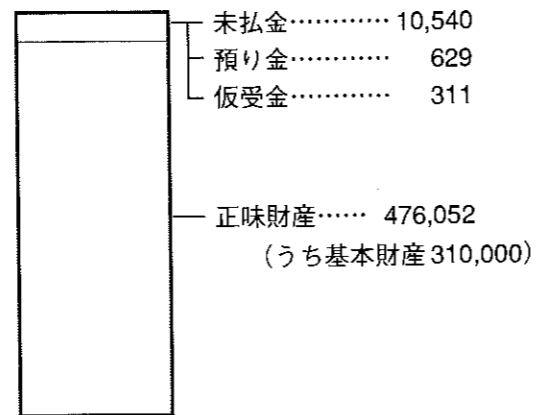 未払金………… 10,540
預り金………… 629
仮受金………… 311
正味財産…… 476,052
(うち基本財産 310,000)